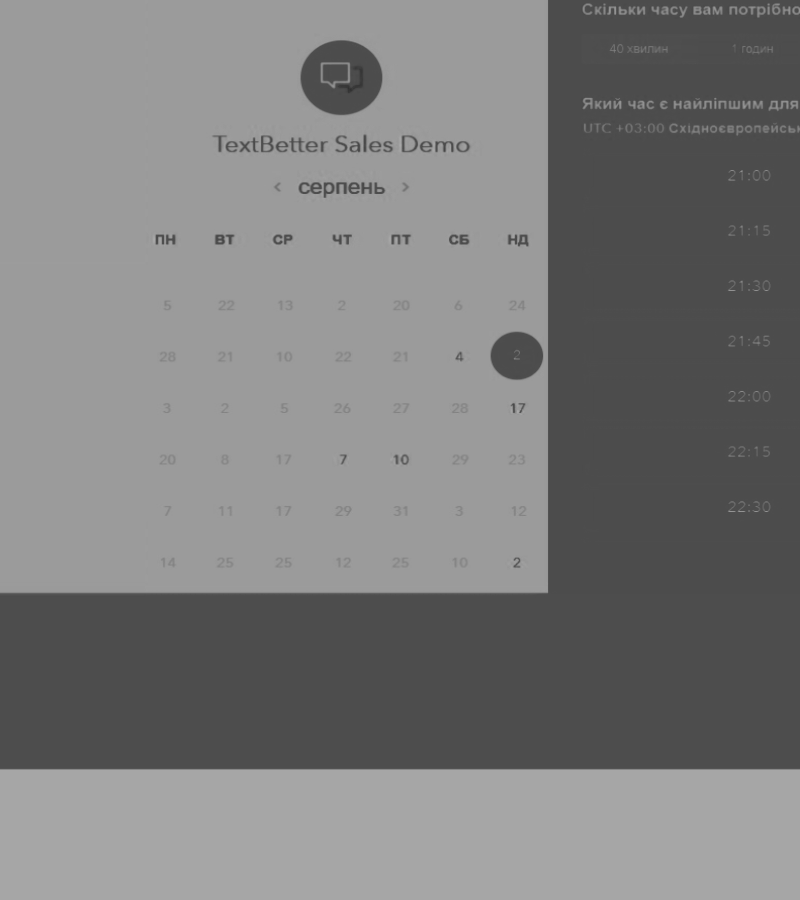 TextBetter Sales Demo
< серпень >
ПН ВТ СР ЧТ ПТ СБ НД
5 22 13 2 20 6 24
28 21 10 22 21 4 2
3 2 5 26 27 28 17
20 8 17 7 10 29 23
7 11 17 29 31 3 12
14 25 25 12 25 10 2
Скільки часу вам потрібно
40 хвилин 1 годин
Який час є найліпшим для
UTC +03:00 Східноєвропейськ
21:00
21:15
21:30
21:45
22:00
22:15
22:30